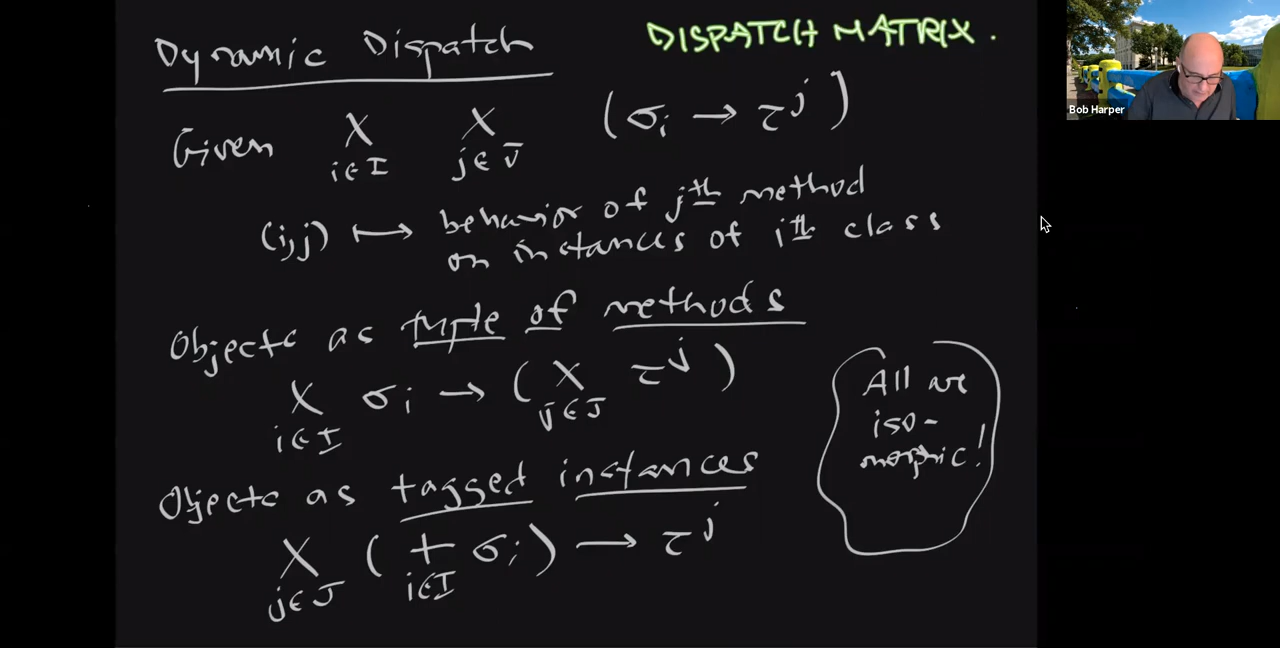 Dynamic Dispatch
DISPATCH MATRIX.
Given X i∈I X j∈J (σᵢ → τʲ)
(i,j) ↦ behavior of jth method
on instances of ith class
Objects as tuple of methods
X i∈I σᵢ → (X j∈J τʲ)
Objects as tagged instances
X j∈J (+ i∈I σᵢ) → τʲ
All are
iso-
morphic!
Bob Harper